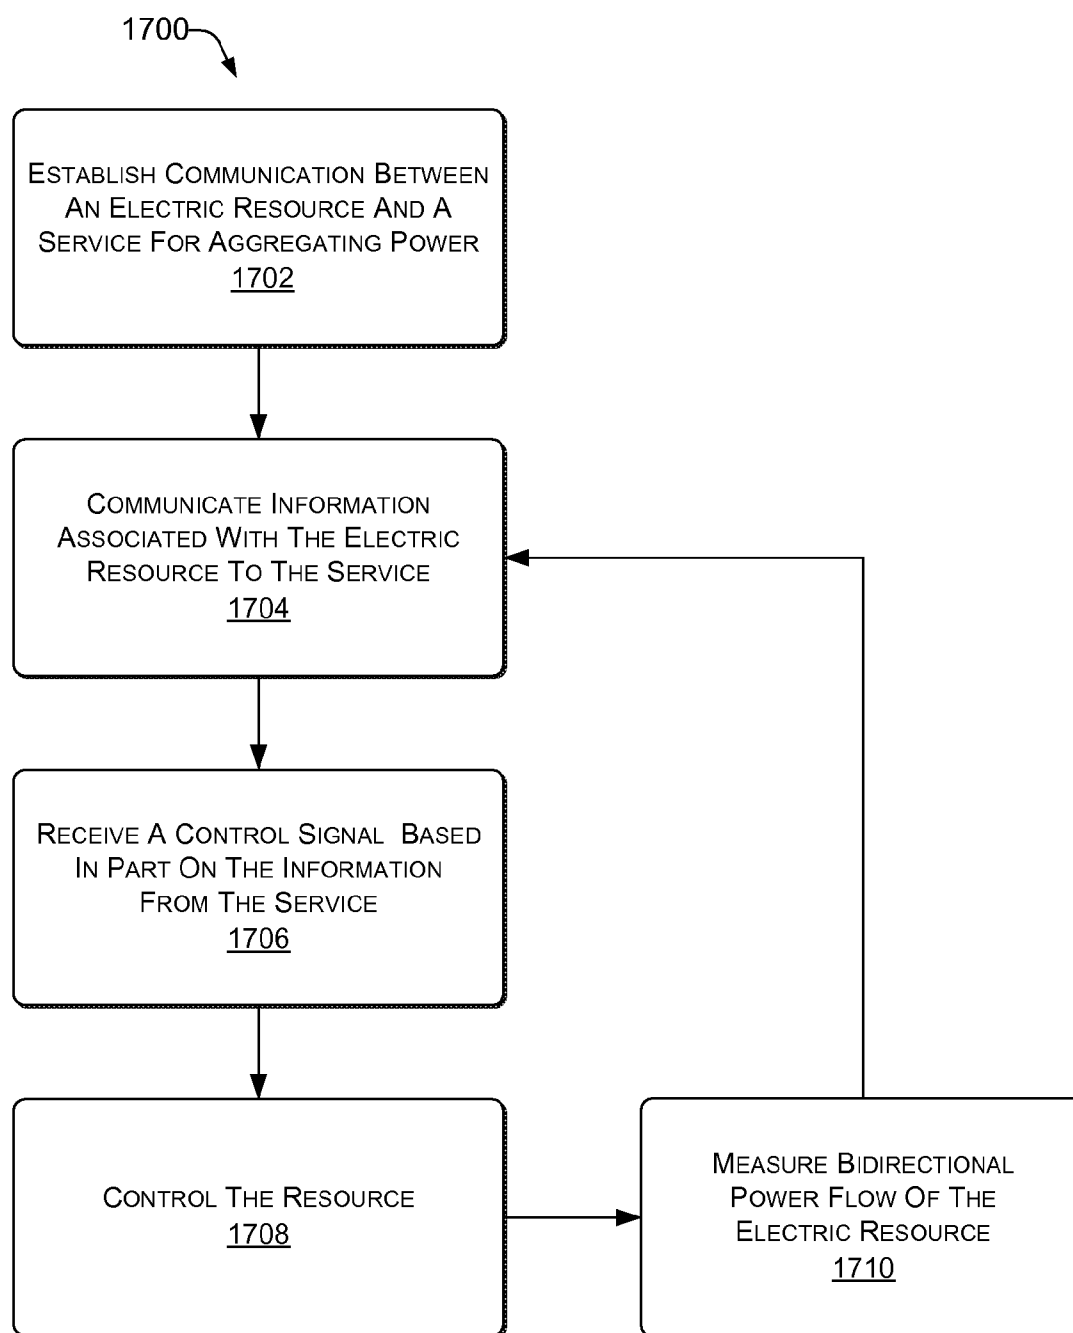 1700
ESTABLISH COMMUNICATION BETWEEN
AN ELECTRIC RESOURCE AND A
SERVICE FOR AGGREGATING POWER
1702
COMMUNICATE INFORMATION
ASSOCIATED WITH THE ELECTRIC
RESOURCE TO THE SERVICE
1704
RECEIVE A CONTROL SIGNAL BASED
IN PART ON THE INFORMATION
FROM THE SERVICE
1706
CONTROL THE RESOURCE
1708
MEASURE BIDIRECTIONAL
POWER FLOW OF THE
ELECTRIC RESOURCE
1710